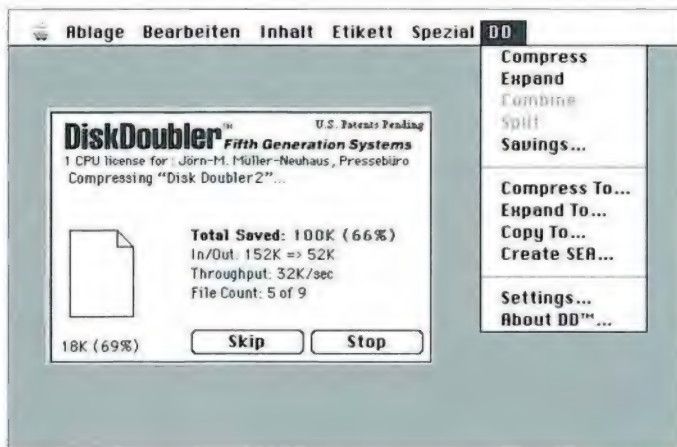 Ablage Bearbeiten Inhalt Etikett Spezial DD
Compress
Expand
Combine
Split
Savings...
Compress To...
Expand To...
Copy To...
Create SEA...
Settings...
About DD™...
DiskDoubler™
U.S. Patents Pending
Fifth Generation Systems
1 CPU license for : Jörn-M. Müller-Neuhaus, Pressebüro
Compressing "Disk Doubler2"...
Total Saved: 100K (66%)
In/Out: 152K => 52K
Throughput: 32K/sec
File Count: 5 of 9
18K (69%)
Skip
Stop